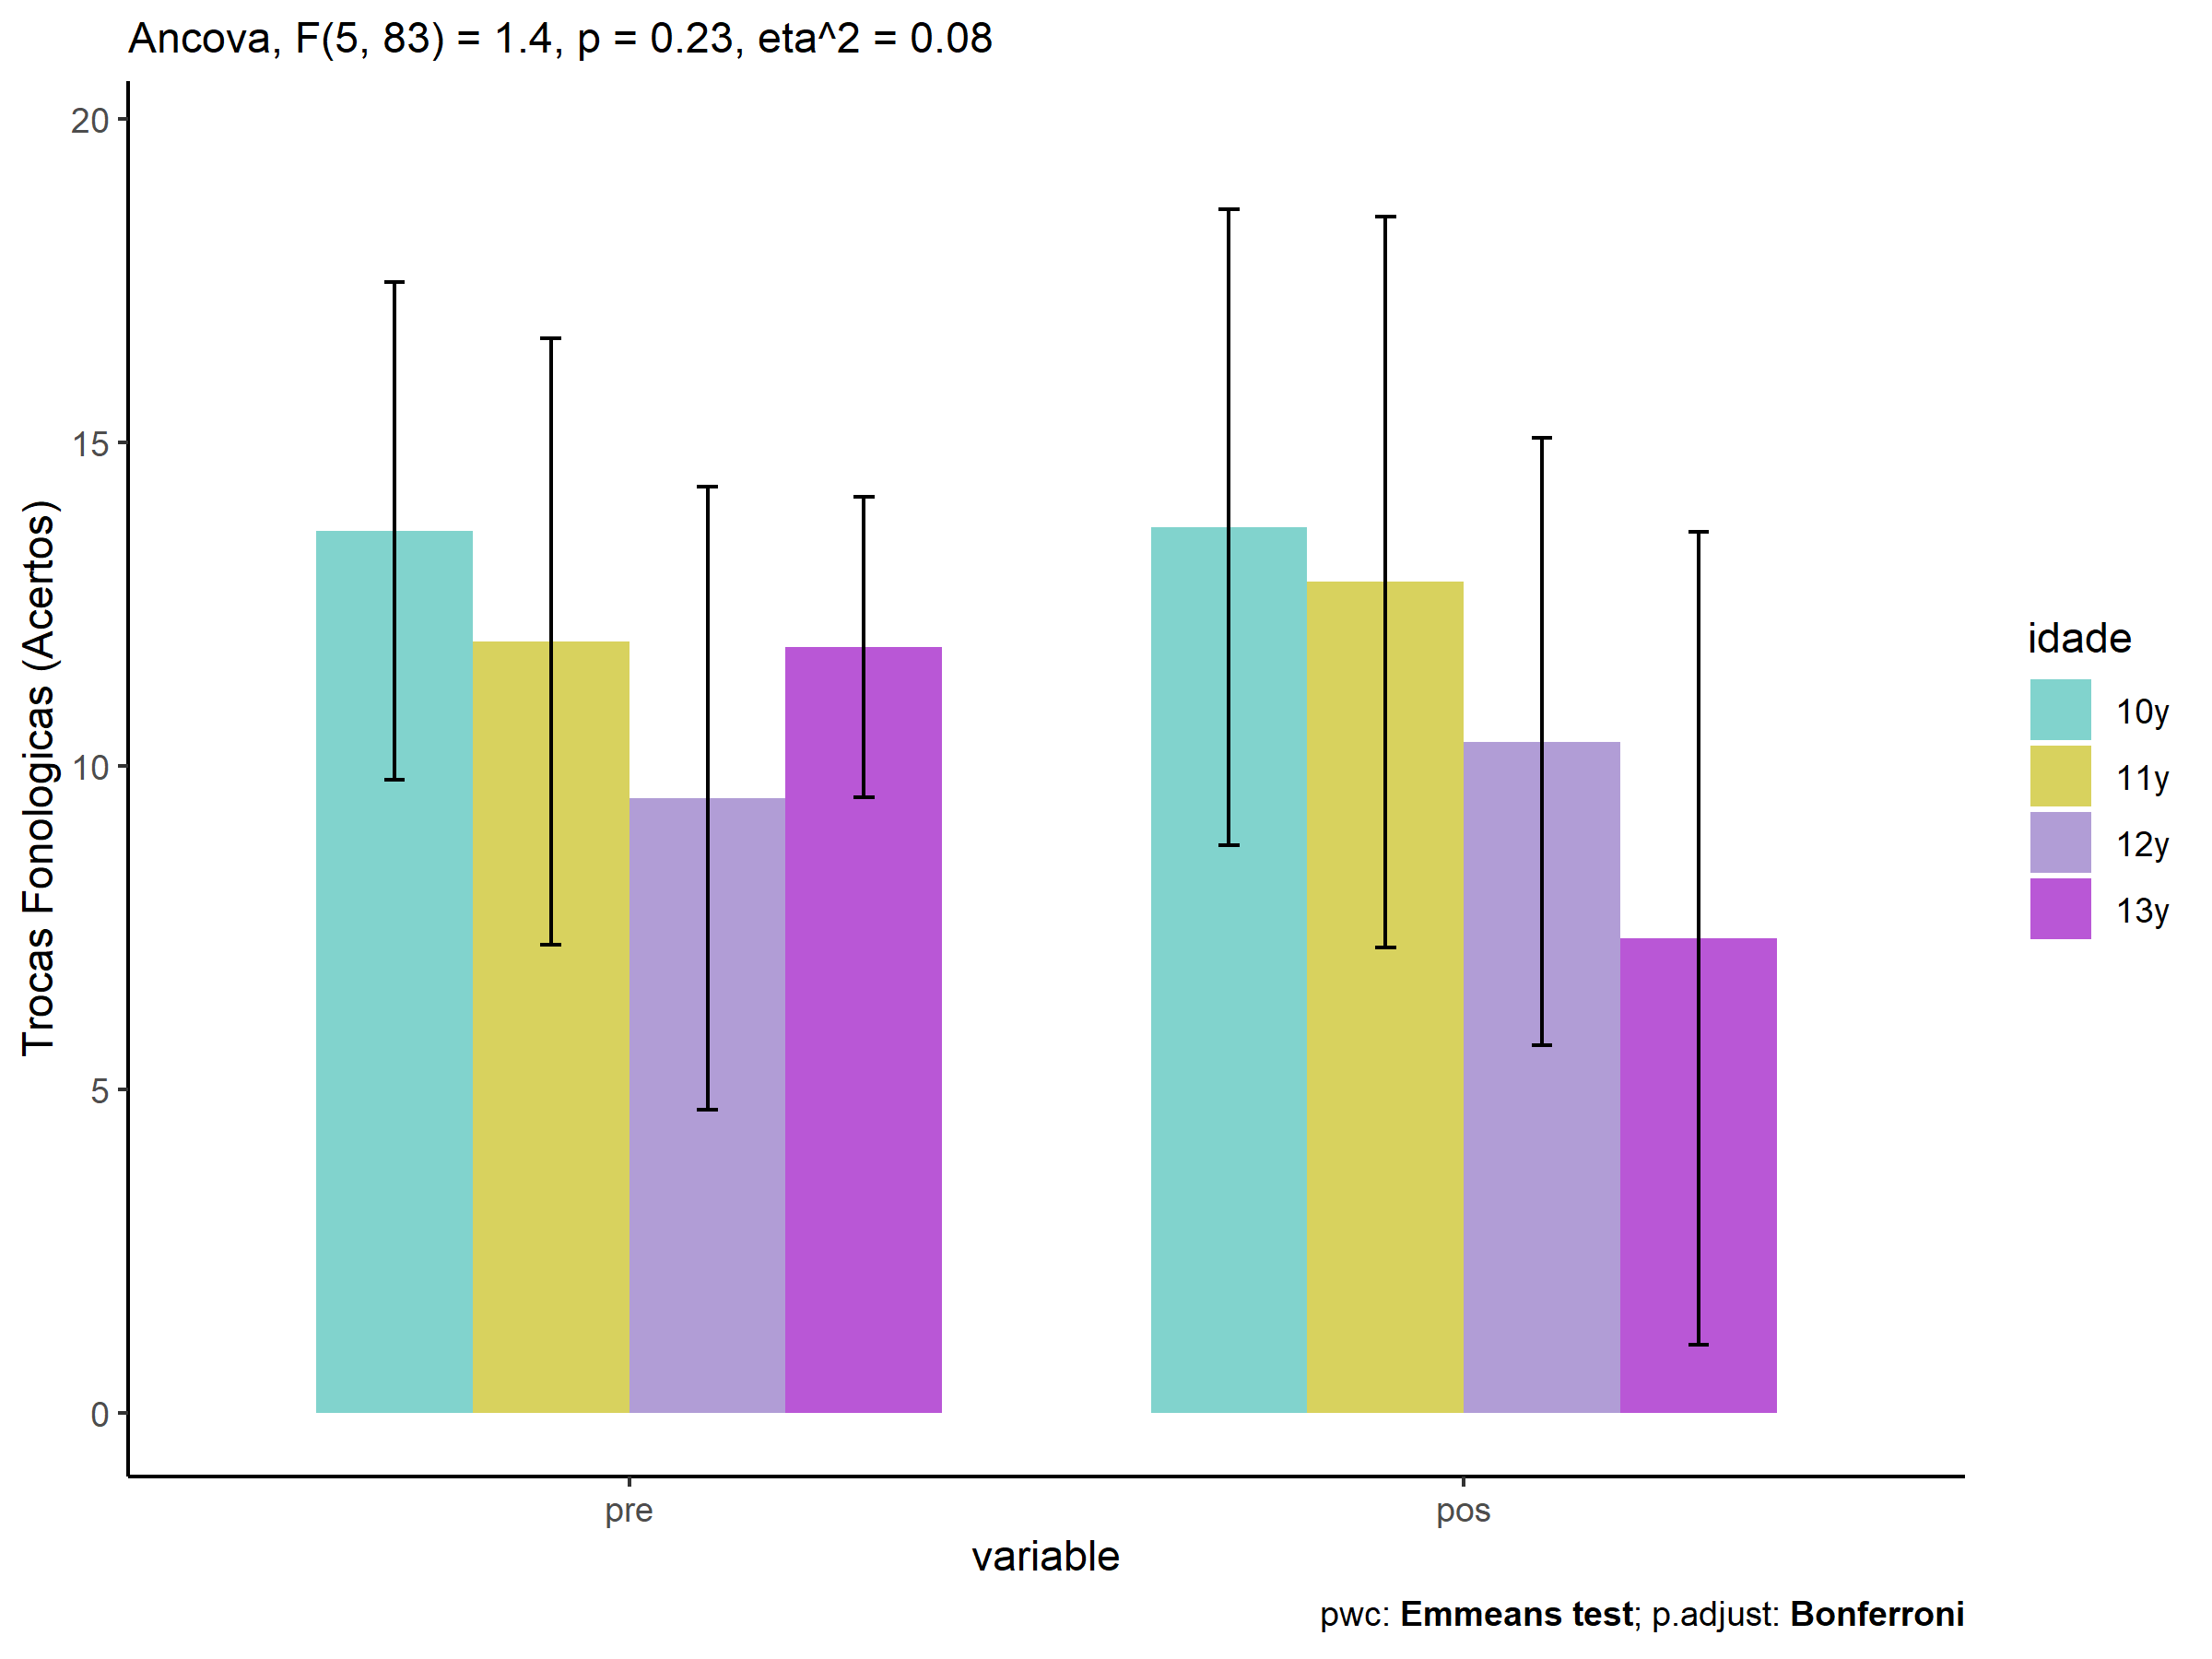 Ancova, F(5, 83) = 1.4, p = 0.23, eta^2 = 0.08
Trocas Fonologicas (Acertos)
20
15
10
5
0
pre
pos
variable
idade
10y
11y
12y
13y
pwc: Emmeans test; p.adjust: Bonferroni